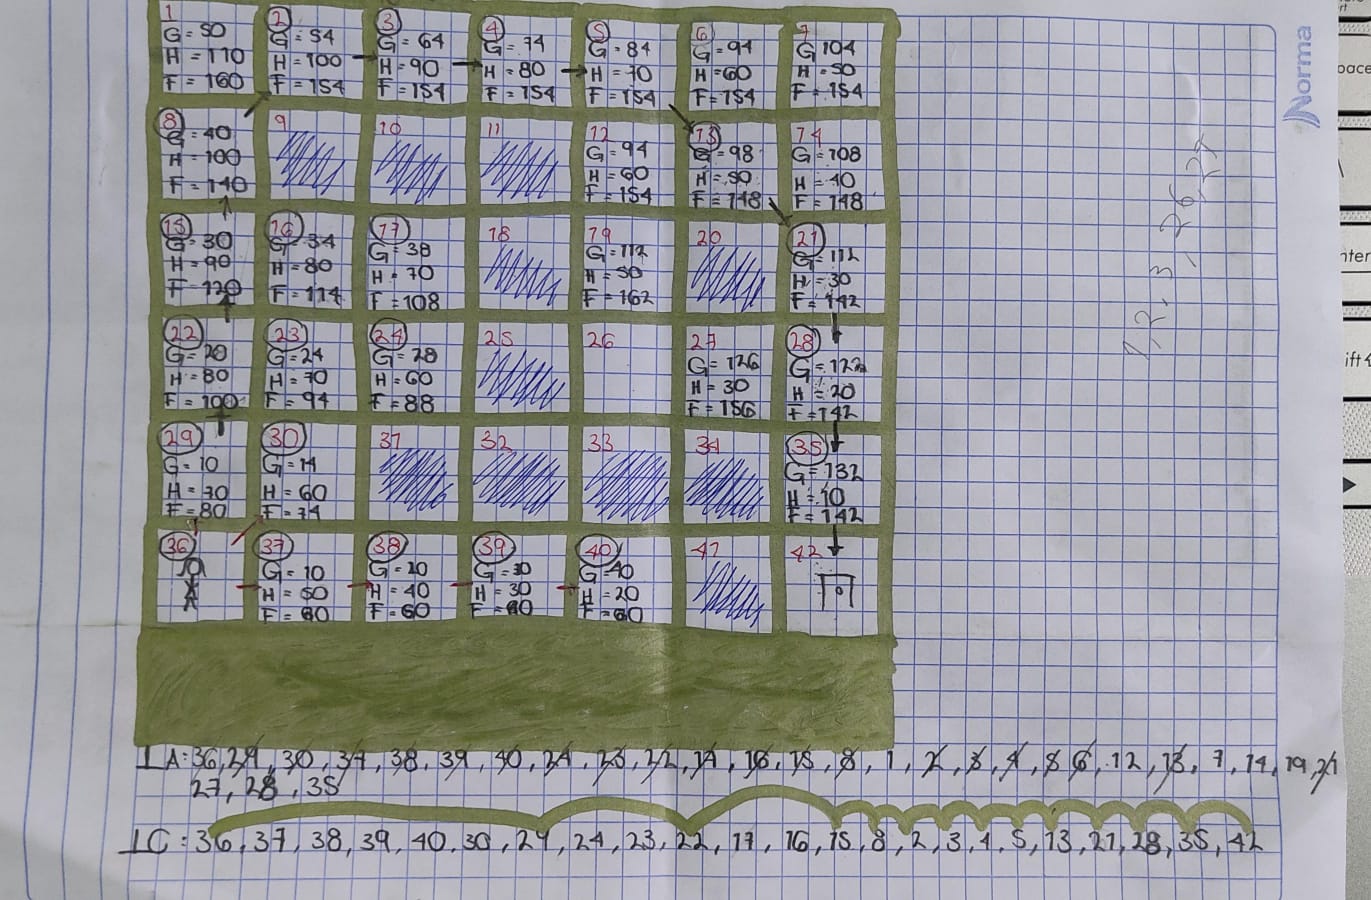 1 2 3 4 5 6 7
G=50 G=54 G=64 G=74 G=84 G=94 G 104
H=110 H=100 H=90 H=80 H=70 H=60 H=50
F=160 F=154 F=154 F=154 F=154 F=154 F=154
8 9 10 11 12 13 14
G=40 G=94 G=98 G=108
H=100 H=60 H=50 H=40
F=140 F=154 F=148 F=148
15 16 17 18 19 20 21
G=30 G=34 G=38 G=112 G=112
H=90 H=80 H=70 H=50 H=30
F=120 F=114 F=108 F=162 F=142
22 23 24 25 26 27 28
G=20 G=24 G=28 G=126 G=122
H=80 H=70 H=60 H=30 H=20
F=100 F=94 F=88 F=156 F=142
29 30 31 32 33 34 35
G=10 G=14 G=132
H=70 H=60 H=10
F=80 F=74 F=142
36 37 38 39 40 41 42
G=10 G=20 G=30 G=40
H=50 H=40 H=30 H=20
F=60 F=60 F=60 F=60
LA: 36, 29, 30, 37, 38, 39, 40, 24, 23, 22, 17, 16, 15, 8, 1, 2, 3, 4, 5 6, 12, 13, 7, 14, 19, 21
27, 28, 35
LC: 36, 37, 38, 39, 40, 30, 29, 24, 23, 22, 17, 16, 15, 8, 2, 3, 4, 5, 13, 21, 28, 35, 42
Norma